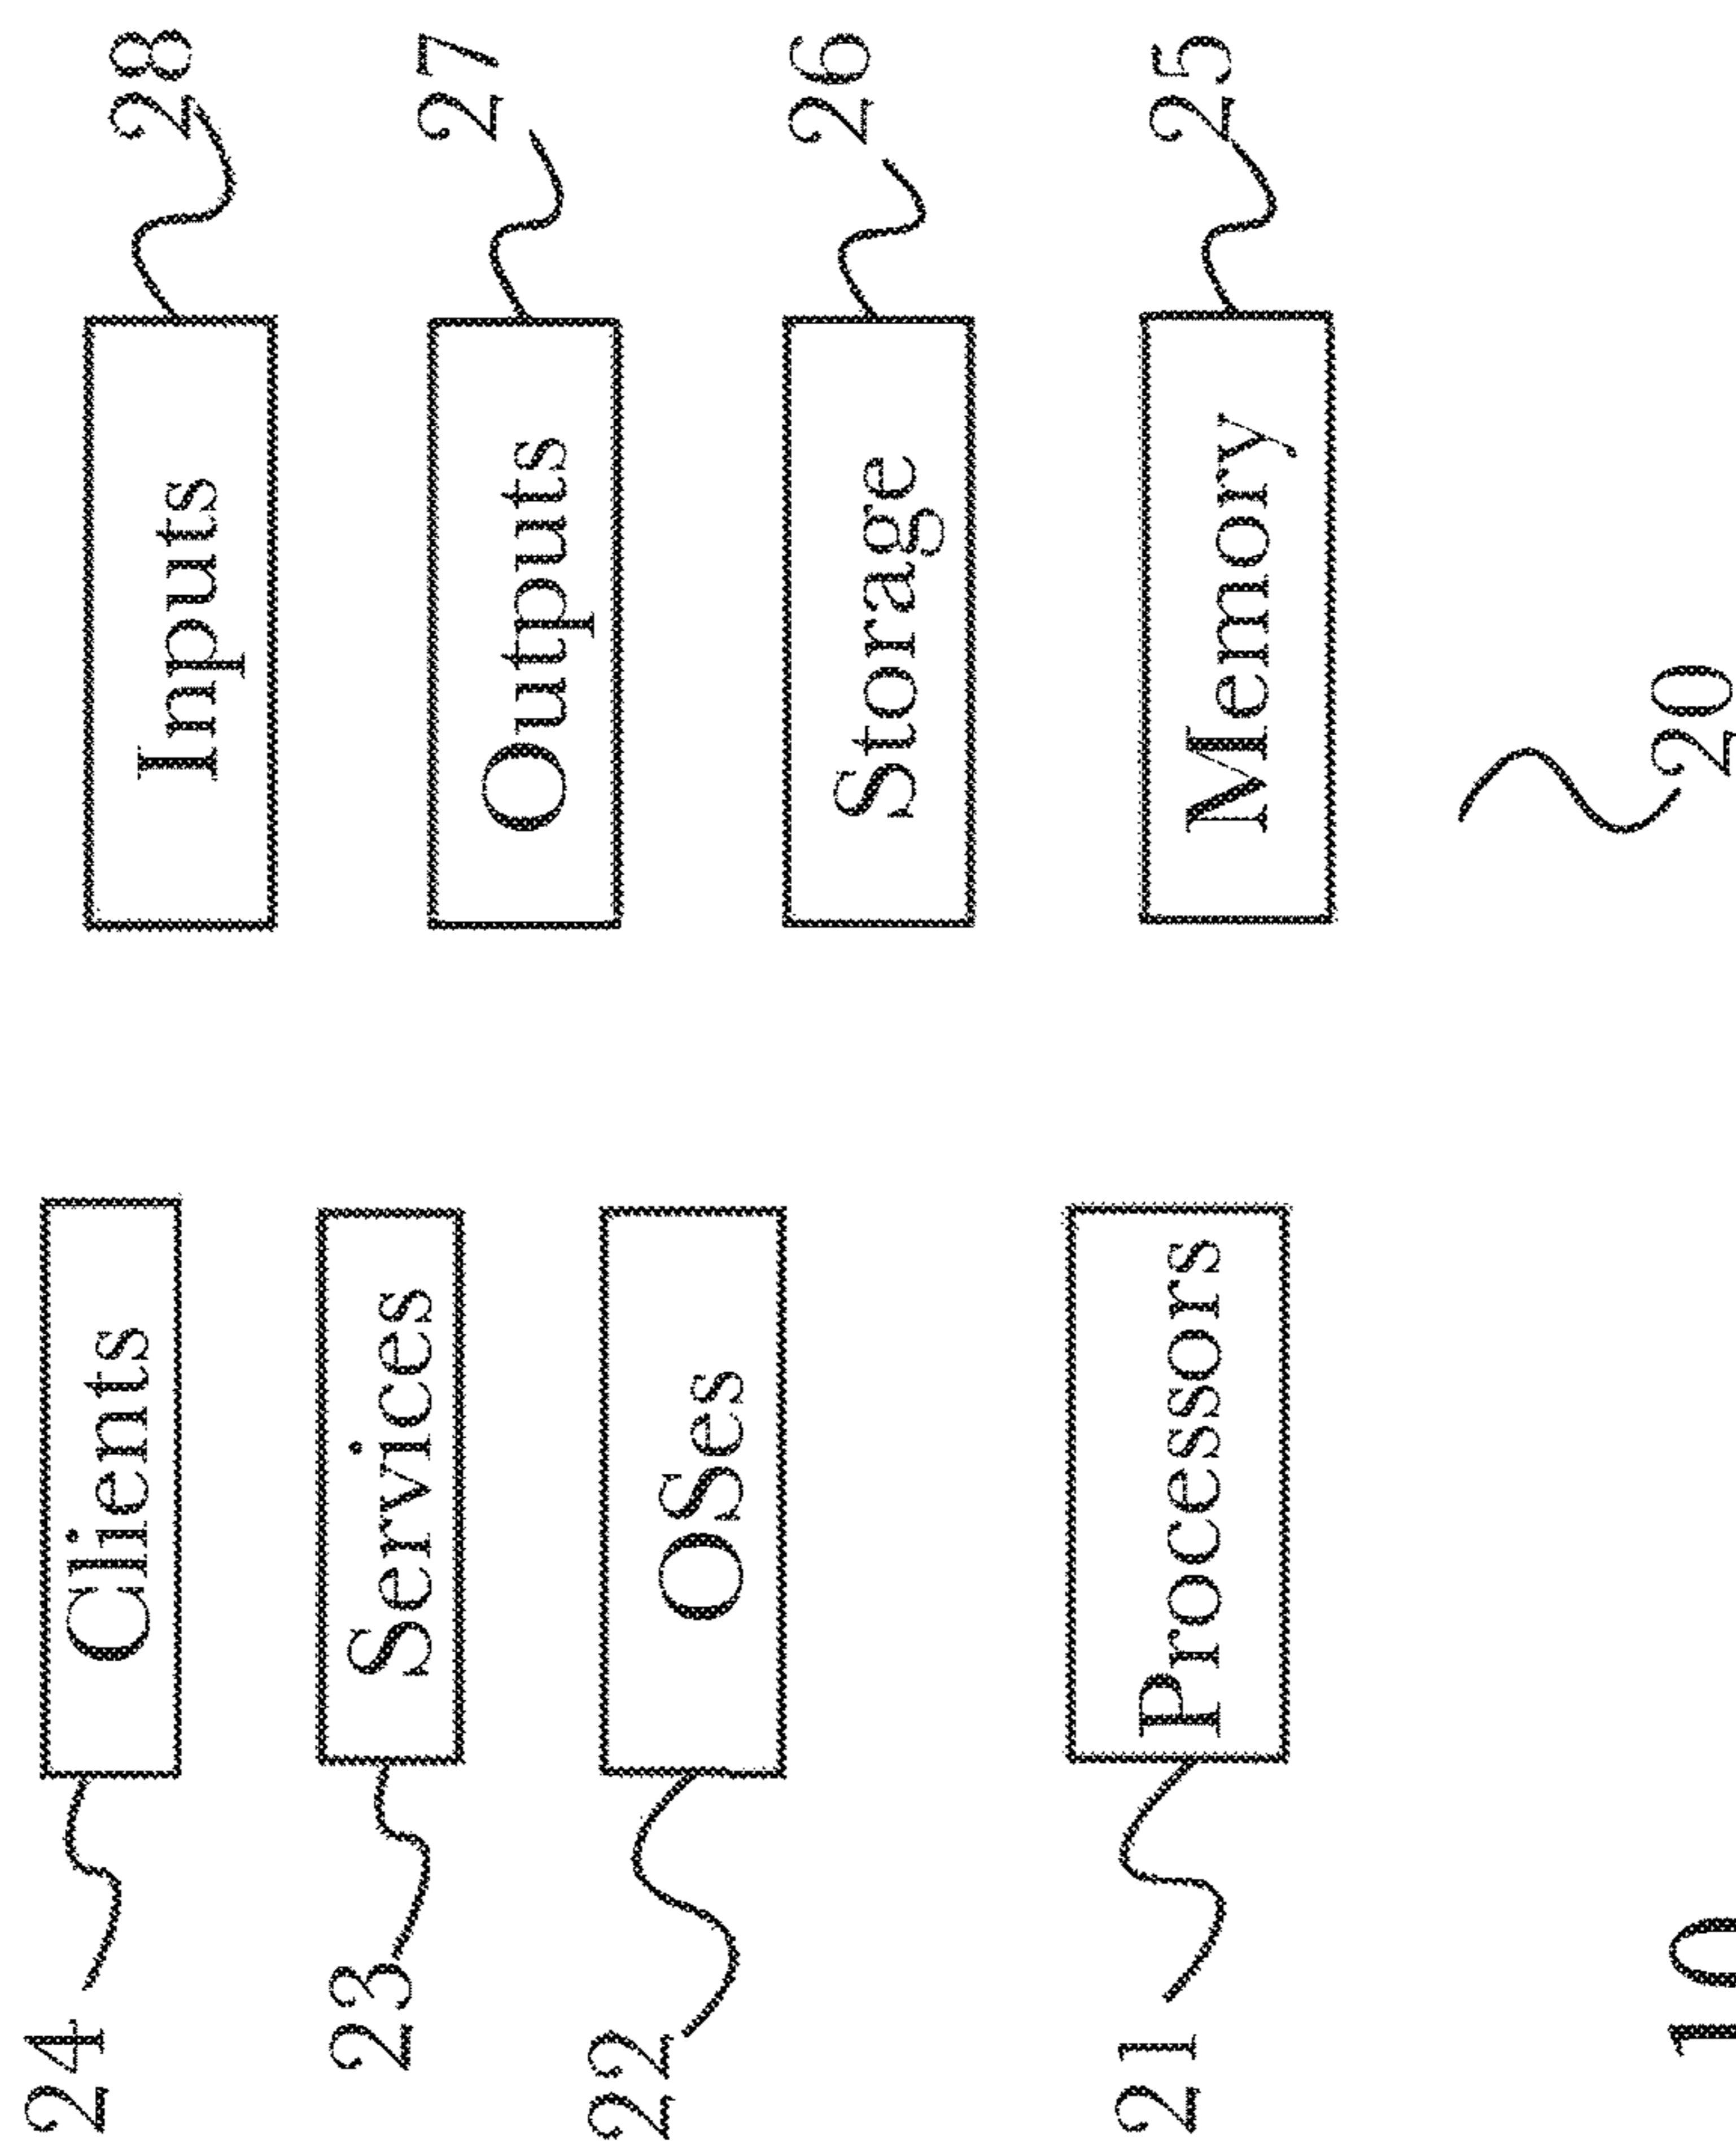 24 Clients Inputs 28
23 Services Outputs 27
22 OSes Storage 26
21 Processors Memory 25
10 20